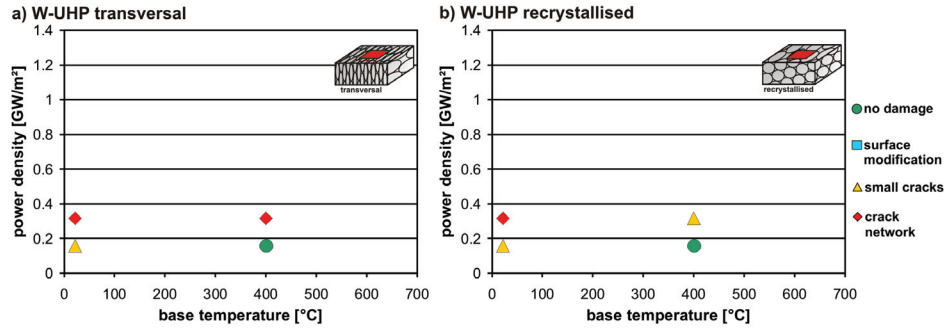 a) W-UHP transversal
1.4
1.2
1
0.8
0.6
0.4
0.2
0
power density [GW/m²]
0 100 200 300 400 500 600 700
base temperature [°C]
transversal
b) W-UHP recrystallised
1.4
1.2
1
0.8
0.6
0.4
0.2
0
power density [GW/m²]
0 100 200 300 400 500 600 700
base temperature [°C]
recrystallised
no damage
surface
modification
small cracks
crack
network